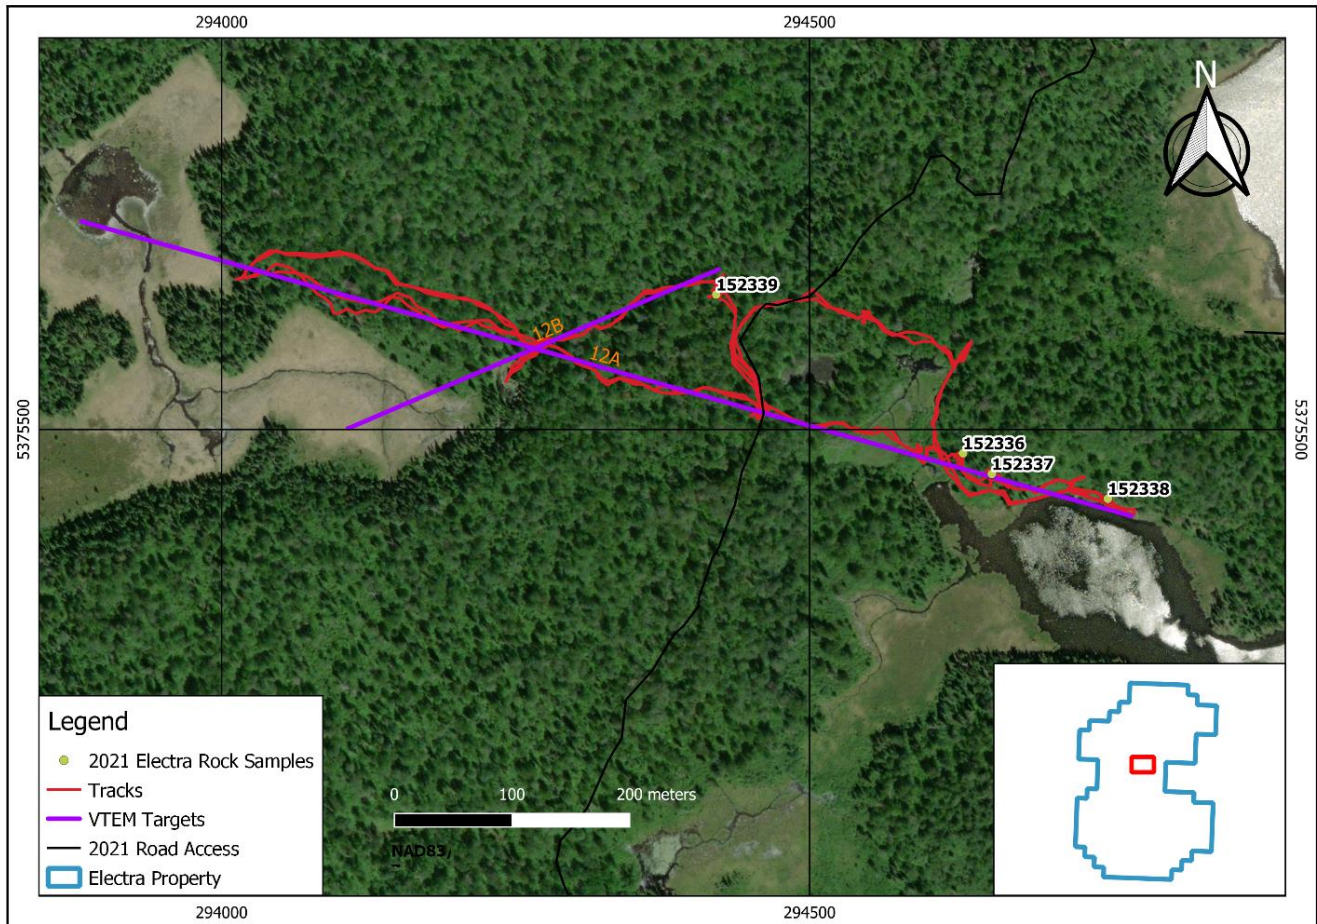 294000
294500
N
152339
12B
12A
5375500
5375500
152336
152337
152338
Legend
2021 Electra Rock Samples
Tracks
VTEM Targets
2021 Road Access
Electra Property
0 100 200 meters
NAD83
294000
294500